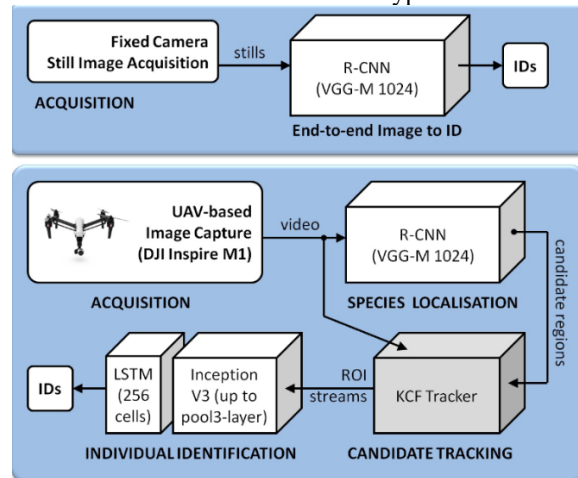 Fixed Camera
Still Image Acquisition
stills
R-CNN
(VGG-M 1024)
IDs
ACQUISITION
End-to-end Image to ID
UAV-based
Image Capture
(DJI Inspire M1)
video
R-CNN
(VGG-M 1024)
candidate regions
ACQUISITION
SPECIES LOCALISATION
IDs
LSTM
(256
cells)
Inception
V3 (up to
pool3-layer)
ROI
streams
KCF Tracker
INDIVIDUAL IDENTIFICATION
CANDIDATE TRACKING